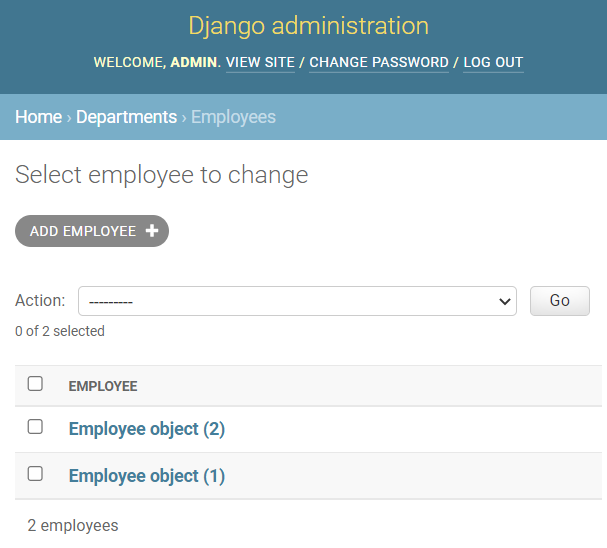 Django administration
WELCOME, ADMIN. VIEW SITE / CHANGE PASSWORD / LOG OUT
Home › Departments › Employees
Select employee to change
ADD EMPLOYEE +
Action: --------- Go
0 of 2 selected
EMPLOYEE
Employee object (2)
Employee object (1)
2 employees